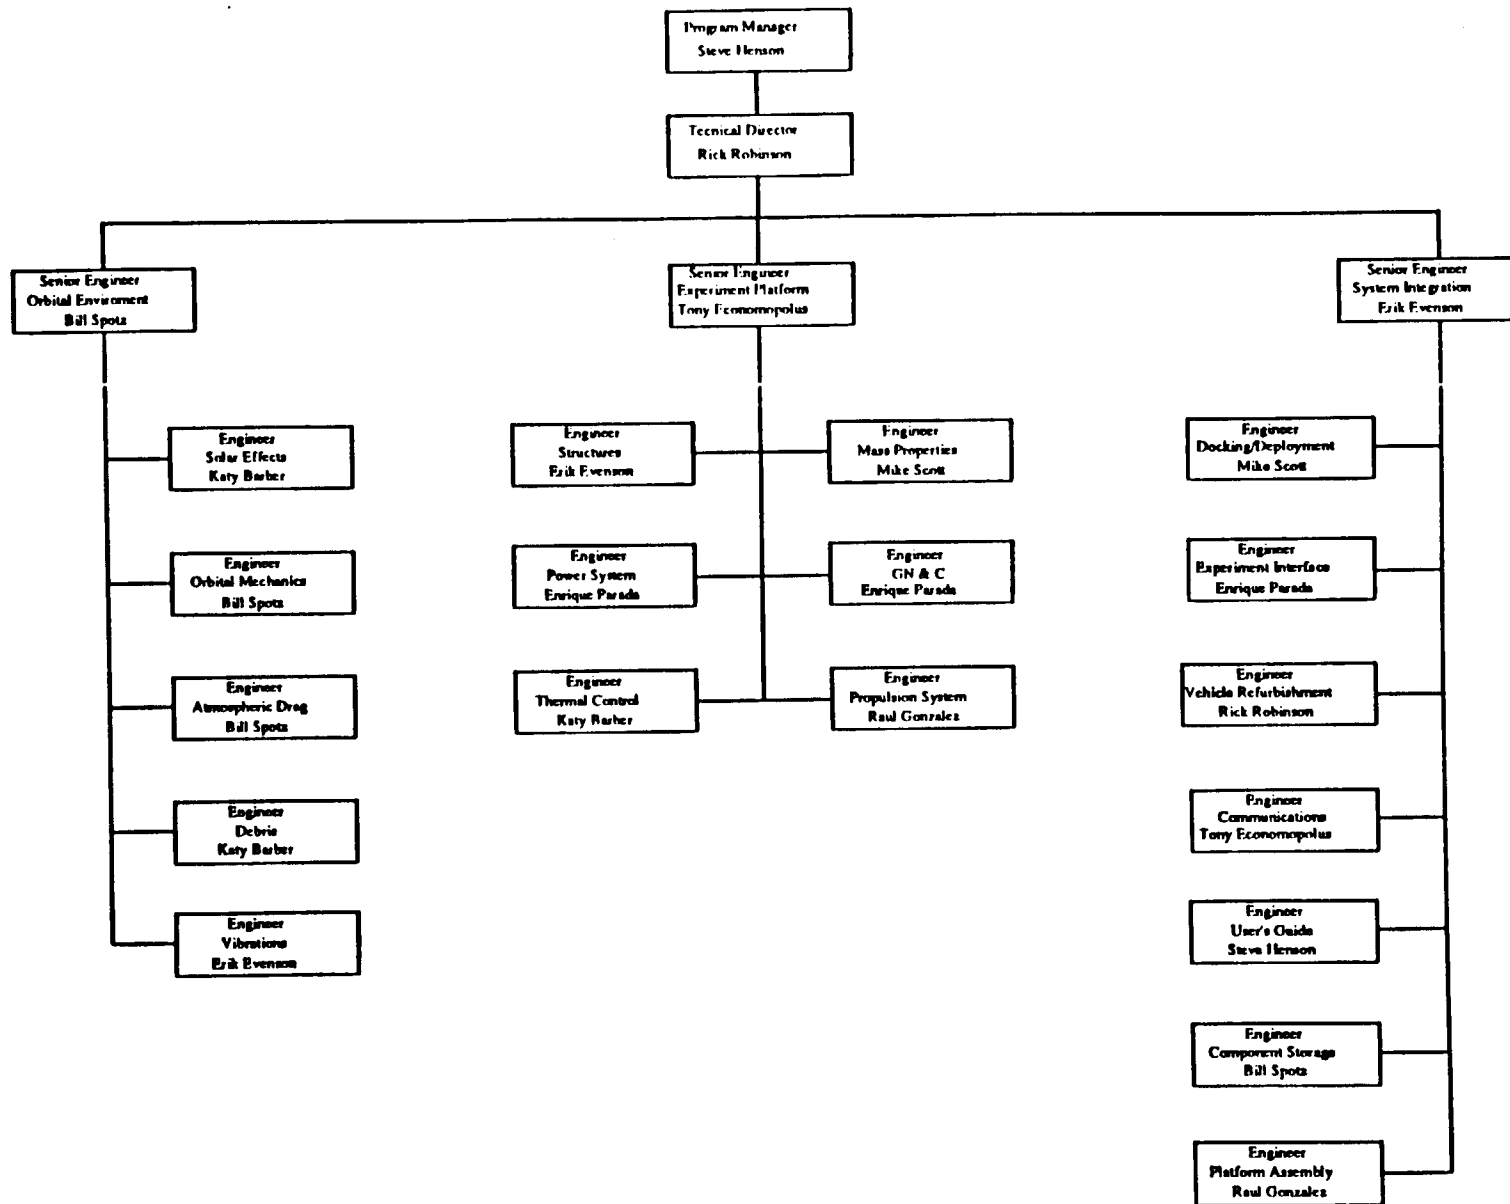 Program Manager
Steve Henson
Tecnical Director
Rick Robinson
Senior Engineer
Orbital Enviroment
Bill Spotz
Senior Engineer
Experiment Platform
Tony Economopolus
Senior Engineer
System Integration
Erik Evenson
Engineer
Solar Effects
Katy Barber
Engineer
Orbital Mechanics
Bill Spotz
Engineer
Atmospheric Drag
Bill Spotz
Engineer
Debris
Katy Barber
Engineer
Vibrations
Erik Evenson
Engineer
Structures
Erik Evenson
Engineer
Power System
Enrique Parada
Engineer
Thermal Control
Katy Barber
Engineer
Mass Properties
Mike Scott
Engineer
GN & C
Enrique Parada
Engineer
Propulsion System
Raul Gonzalez
Engineer
Docking/Deployment
Mike Scott
Engineer
Experiment Interface
Enrique Parada
Engineer
Vehicle Refurbishment
Rick Robinson
Engineer
Communications
Tony Economopolus
Engineer
User's Guide
Steve Henson
Engineer
Component Storage
Bill Spotz
Engineer
Platform Assembly
Raul Gonzalez